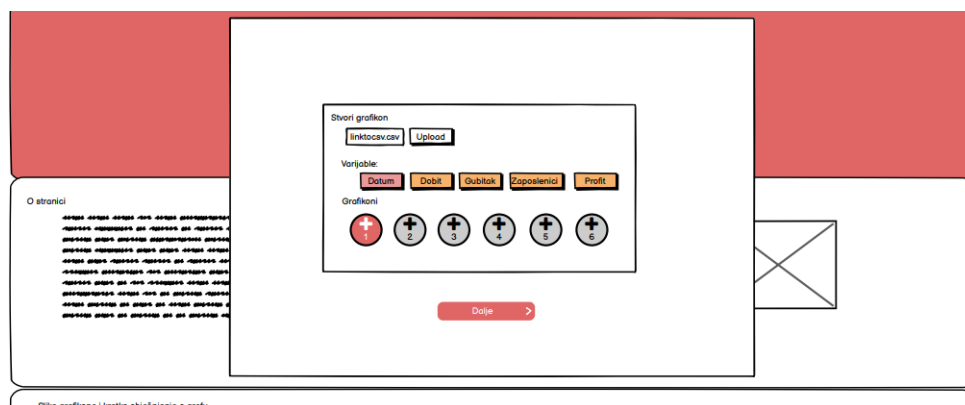 Stvori grafikon
linktocsv.csv Upload
Varijable:
Datum Dobit Gubitak Zaposlenici Profit
Grafikoni
1 2 3 4 5 6
O stranici
Dalje